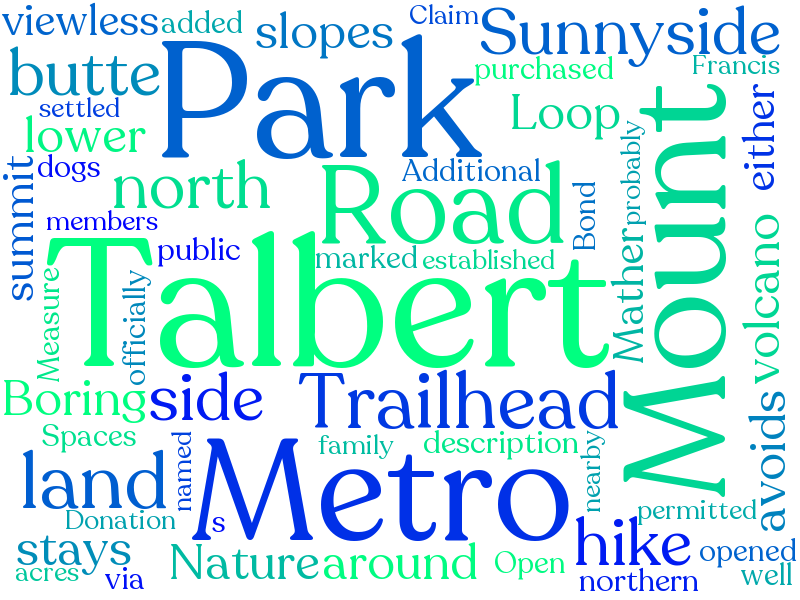 viewless
added
slopes
Claim
Sunnyside
butte
Park
purchased
Francis
settled
lower
Loop
Mount
either
dogs
summit
north
Road
Additional
probably
members
public
Bond
Talbert
marked
established
Mather
volcano
Measure
officially
Boring
side
Trailhead
avoids
Spaces
named
family
description
nearby
land
Metro
s
Donation
permitted
stays
Nature
around
Open
hike
opened
acres
via
northern
well